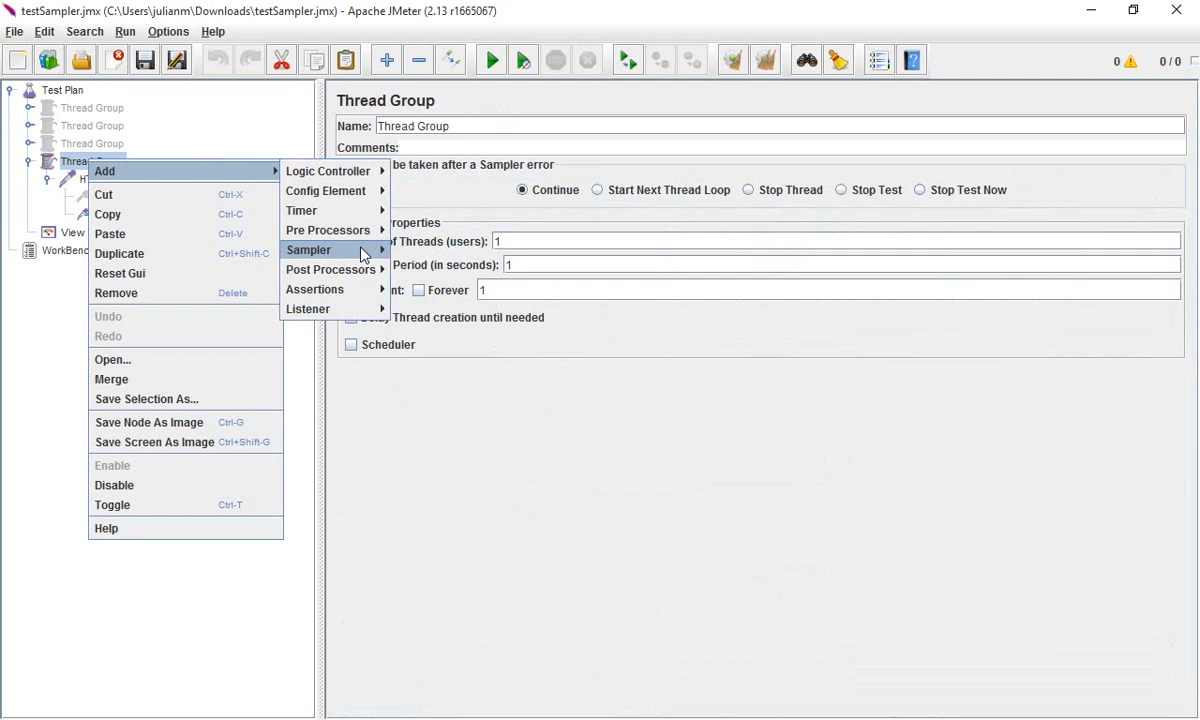 testSampler.jmx (C:\Users\julianm\Downloads\testSampler.jmx) - Apache JMeter (2.13 r1665067)
File Edit Search Run Options Help
0 0 / 0
Test Plan
Thread Group
Thread Group
Thread Group
Thread
View
WorkBenc
Add
Cut Ctrl-X
Copy Ctrl-C
Paste Ctrl-V
Duplicate Ctrl+Shift-C
Reset Gui
Remove Delete
Undo
Redo
Open...
Merge
Save Selection As...
Save Node As Image Ctrl-G
Save Screen As Image Ctrl+Shift-G
Enable
Disable
Toggle Ctrl-T
Help
Logic Controller
Config Element
Timer
Pre Processors
Sampler
Post Processors
Assertions
Listener
Thread Group
Name: Thread Group
Comments:
be taken after a Sampler error
Continue Start Next Thread Loop Stop Thread Stop Test Stop Test Now
roperties
f Threads (users): 1
Period (in seconds): 1
nt: Forever 1
Thread creation until needed
Scheduler